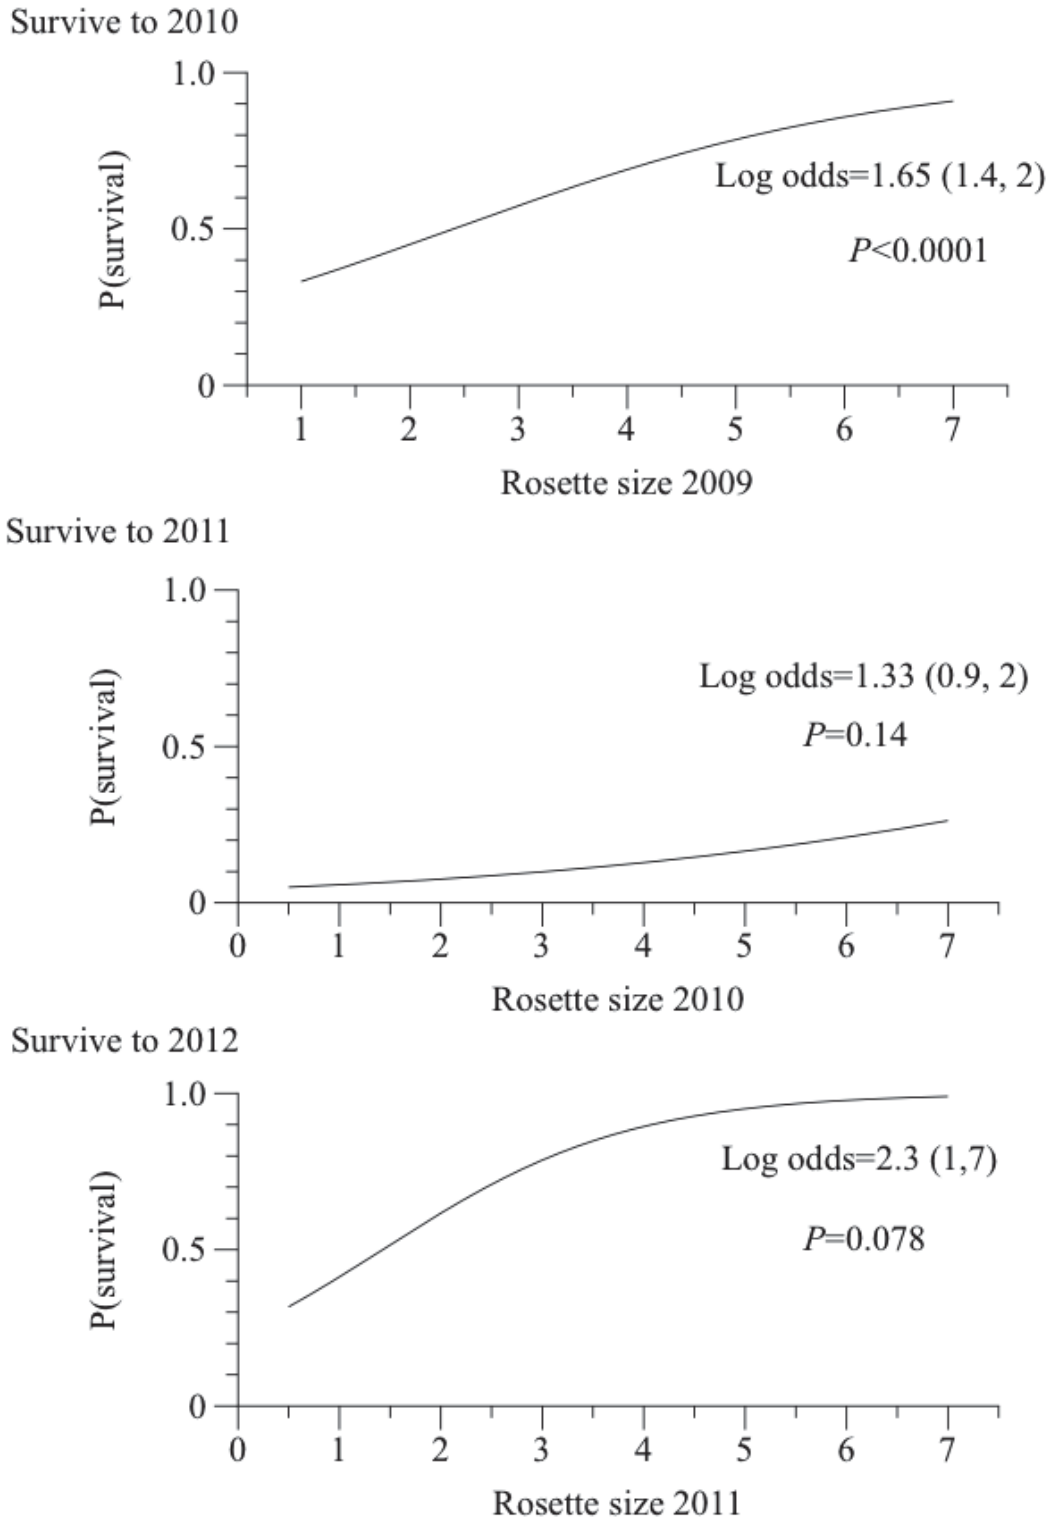 Survive to 2010
1.0
0.5
0
P(survival)
Log odds=1.65 (1.4, 2)
P<0.0001
1 2 3 4 5 6 7
Rosette size 2009
Survive to 2011
1.0
0.5
0
P(survival)
Log odds=1.33 (0.9, 2)
P=0.14
0 1 2 3 4 5 6 7
Rosette size 2010
Survive to 2012
1.0
0.5
0
P(survival)
Log odds=2.3 (1,7)
P=0.078
0 1 2 3 4 5 6 7
Rosette size 2011